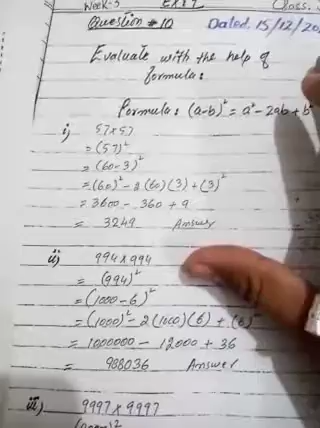 Week-3
Class.
Question #10
Dated. 15/12/20
Evaluate with the help of
formula:
Formula: (a-b)² = a²-2ab+b²
i) 57×57
=(57)²
=(60-3)²
=(60)²-2(60)(3)+(3)²
=3600-360+9
= 3249 Answer
ii) 994×994
= (994)²
=(1000-6)²
=(1000)²-2(1000)(6)+(6)
=1000000-12000+36
= 988036 Answer
iii) 9997×9997